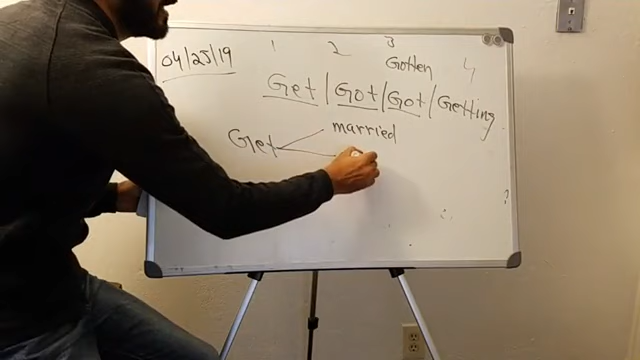 04/25/19
1 2 3 4
Gotten
Get / Got / Got / Getting
Get married